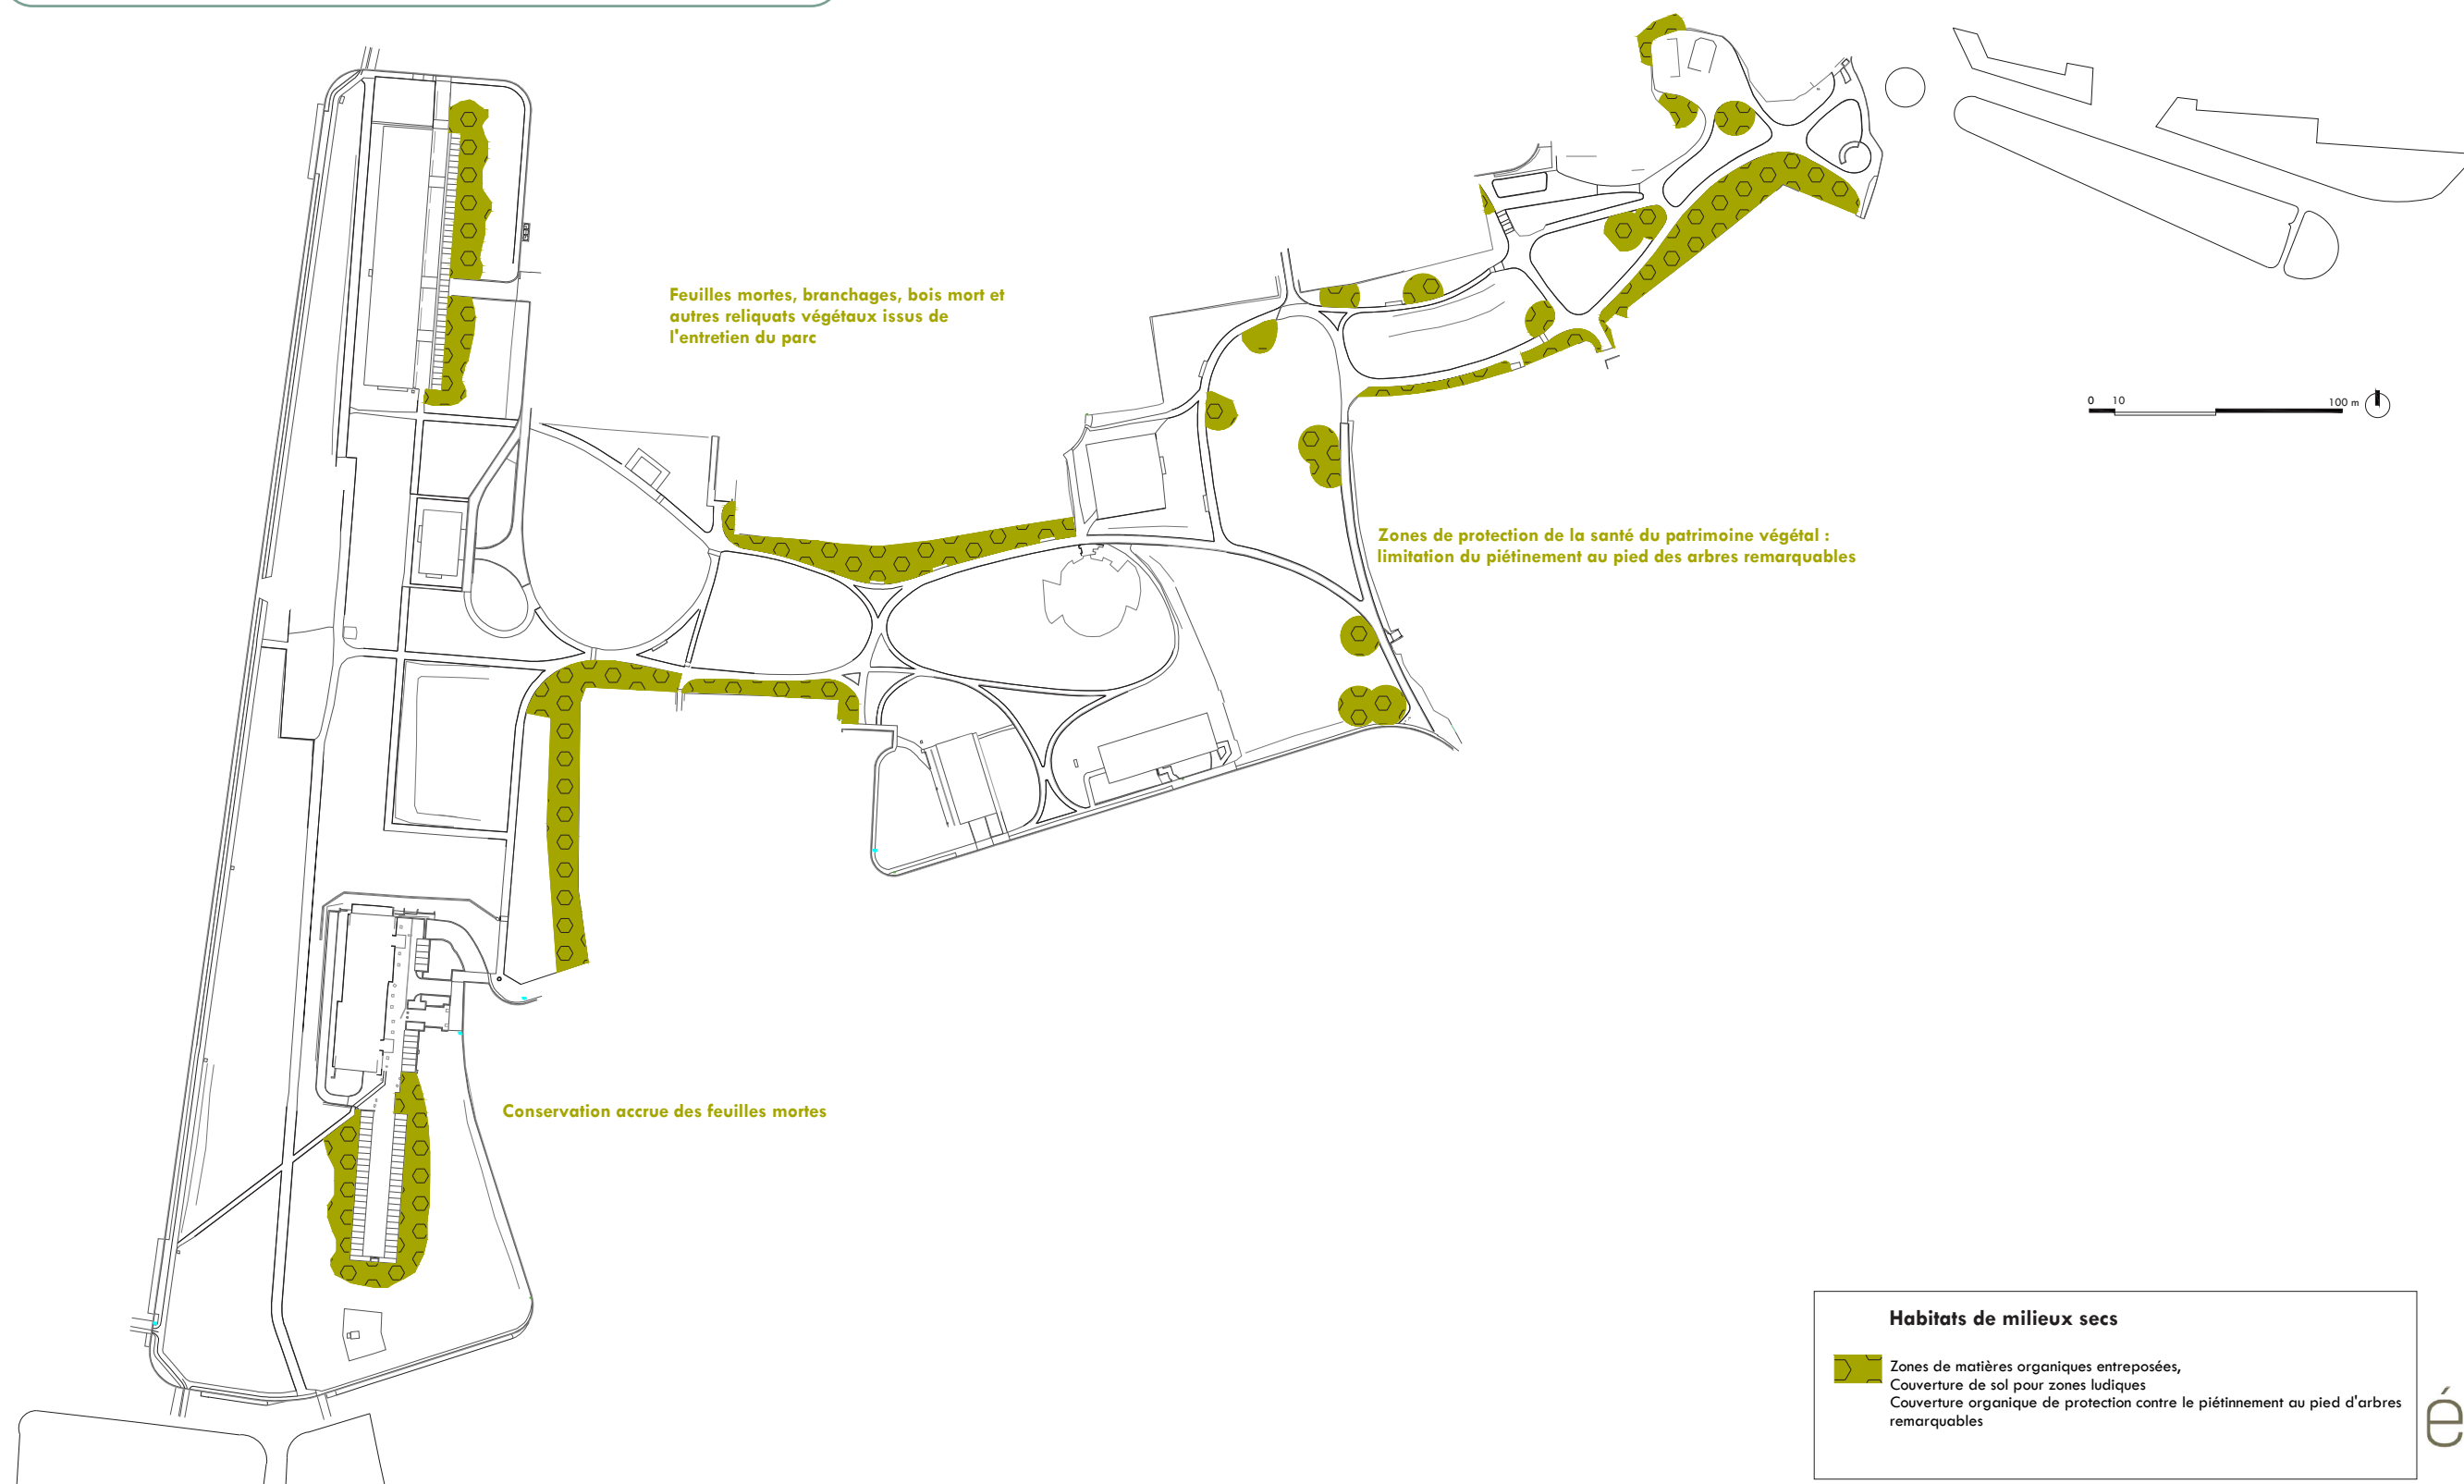 Feuilles mortes, branchages, bois mort et
autres reliquats végétaux issus de
l'entretien du parc
0 10 100 m
Zones de protection de la santé du patrimoine végétal :
limitation du piétinement au pied des arbres remarquables
Conservation accrue des feuilles mortes
Habitats de milieux secs
Zones de matières organiques entreposées,
Couverture de sol pour zones ludiques
Couverture organique de protection contre le piétinnement au pied d'arbres
remarquables
é